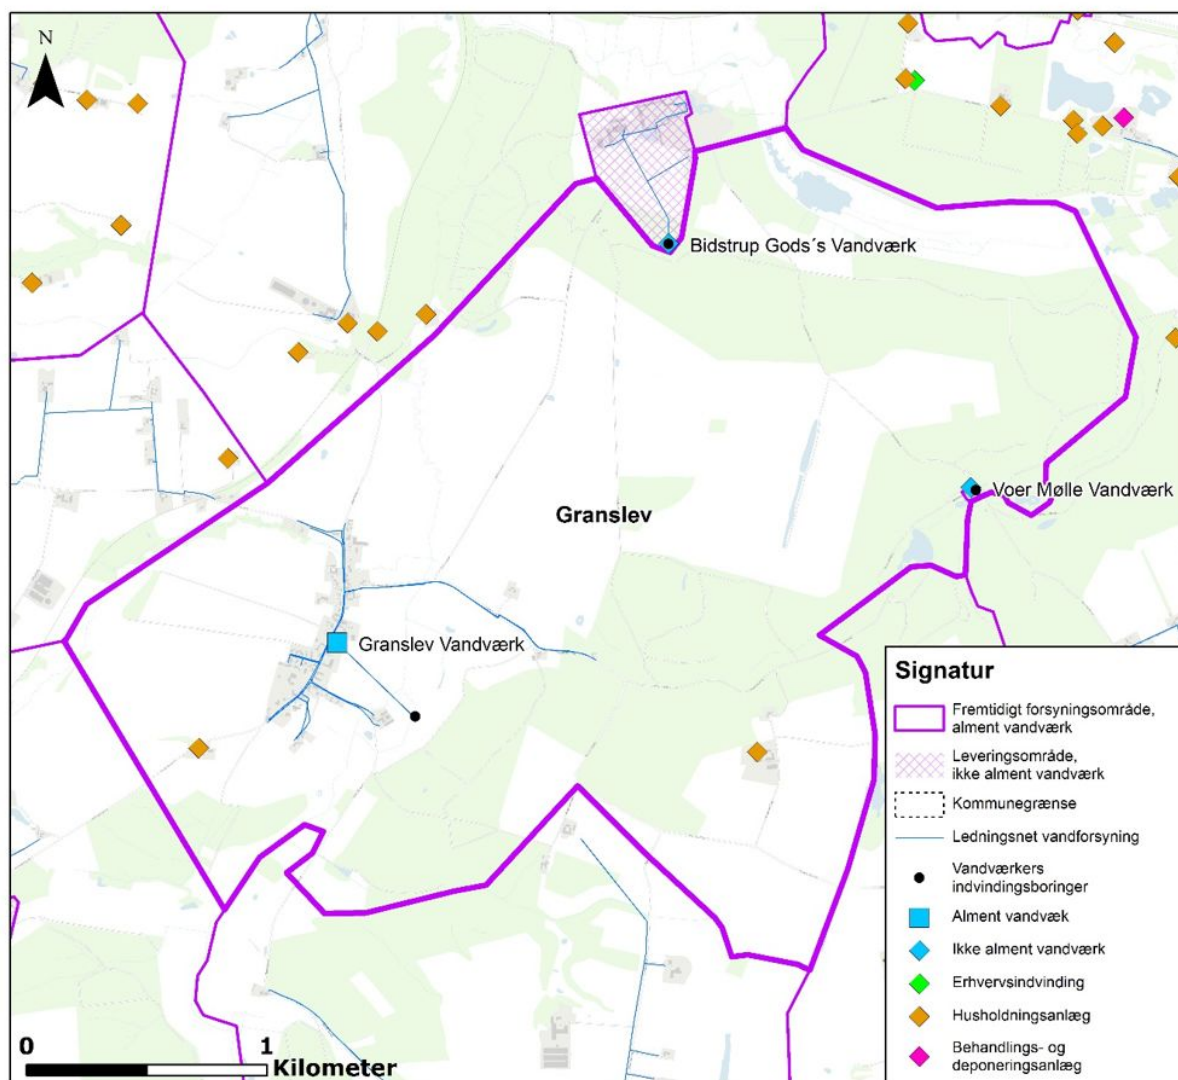 N
Bidstrup Gods´s Vandværk
Voer Mølle Vandværk
Granslev
Granslev Vandværk
Signatur
Fremtidigt forsyningsområde,
alment vandværk
Leveringsområde,
ikke alment vandværk
Kommunegrænse
Ledningsnet vandforsyning
Vandværkers
indvindingsboringer
Alment vandvæk
Ikke alment vandværk
Erhvervsindvinding
Husholdningsanlæg
Behandlings- og
deponeringsanlæg
0 1
Kilometer